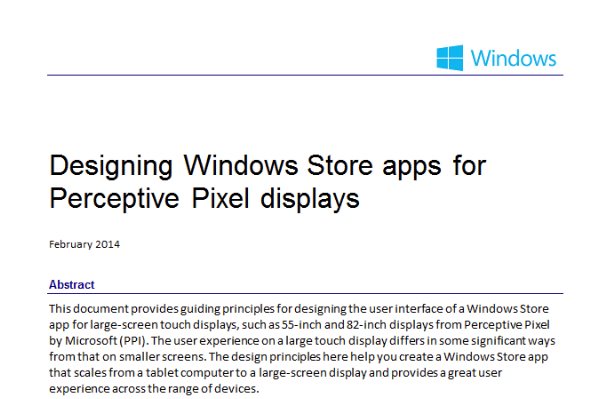 Windows
Designing Windows Store apps for
Perceptive Pixel displays
February 2014
Abstract
This document provides guiding principles for designing the user interface of a Windows Store
app for large-screen touch displays, such as 55-inch and 82-inch displays from Perceptive Pixel
by Microsoft (PPI). The user experience on a large touch display differs in some significant ways
from that on smaller screens. The design principles here help you create a Windows Store app
that scales from a tablet computer to a large-screen display and provides a great user
experience across the range of devices.